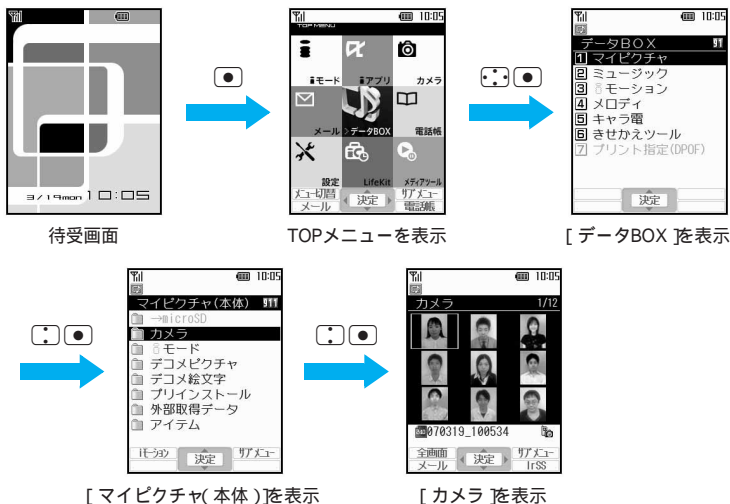 3/19mon 10:05
待受画面
10:05
TOP MENU
iモード
iアプリ
カメラ
メール
>データBOX
電話帳
設定
LifeKit
メディアツール
メニュー切替
決定
サブメニュー
メール
電話帳
TOPメニューを表示
10:05
データBOX 91
1 マイピクチャ
2 ミュージック
3 iモーション
4 メロディ
5 キャラ電
6 きせかえツール
7 プリント指定(DPOF)
決定
[データBOX]を表示
10:05
マイピクチャ(本体) 911
→microSD
カメラ
iモード
デコメピクチャ
デコメ絵文字
プリインストール
外部取得データ
アイテム
iモーション
決定
サブメニュー
[マイピクチャ(本体)]を表示
10:05
カメラ 1/12
070319_100534
全画面
決定
サブメニュー
メール
IrSS
[カメラ]を表示